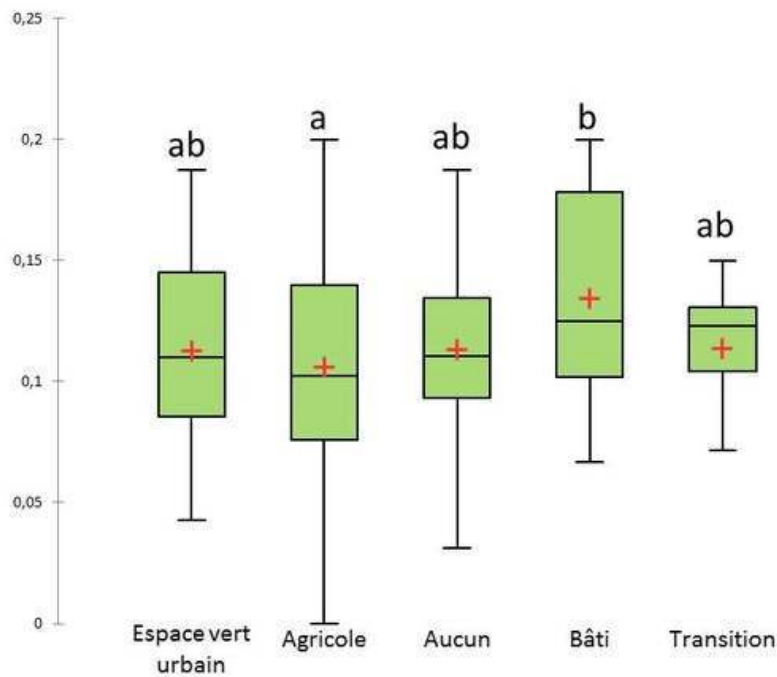 0,25
0,2
0,15
0,1
0,05
0
ab
a
ab
b
ab
Espace vert
urbain
Agricole
Aucun
Bâti
Transition